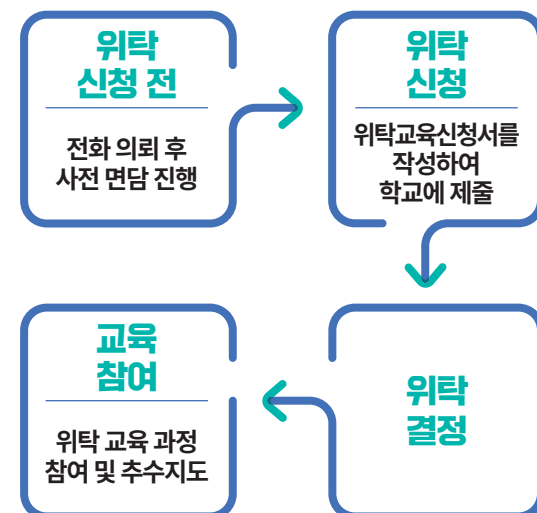 위탁
신청 전
전화 의뢰 후
사전 면담 진행
위탁
신청
위탁교육신청서를
작성하여
학교에 제줄
위탁
결정
교육
참여
위탁 교육 과정
참여 및 추수지도